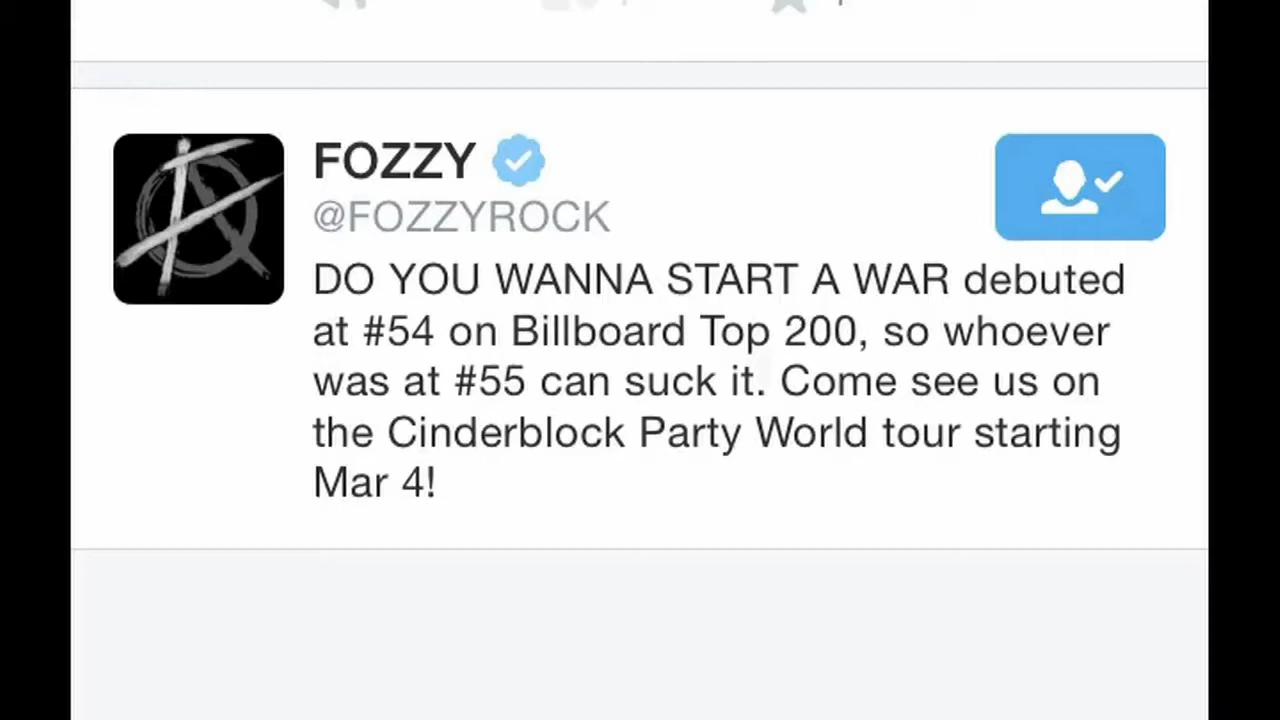 FOZZY
@FOZZYROCK
DO YOU WANNA START A WAR debuted
at #54 on Billboard Top 200, so whoever
was at #55 can suck it. Come see us on
the Cinderblock Party World tour starting
Mar 4!